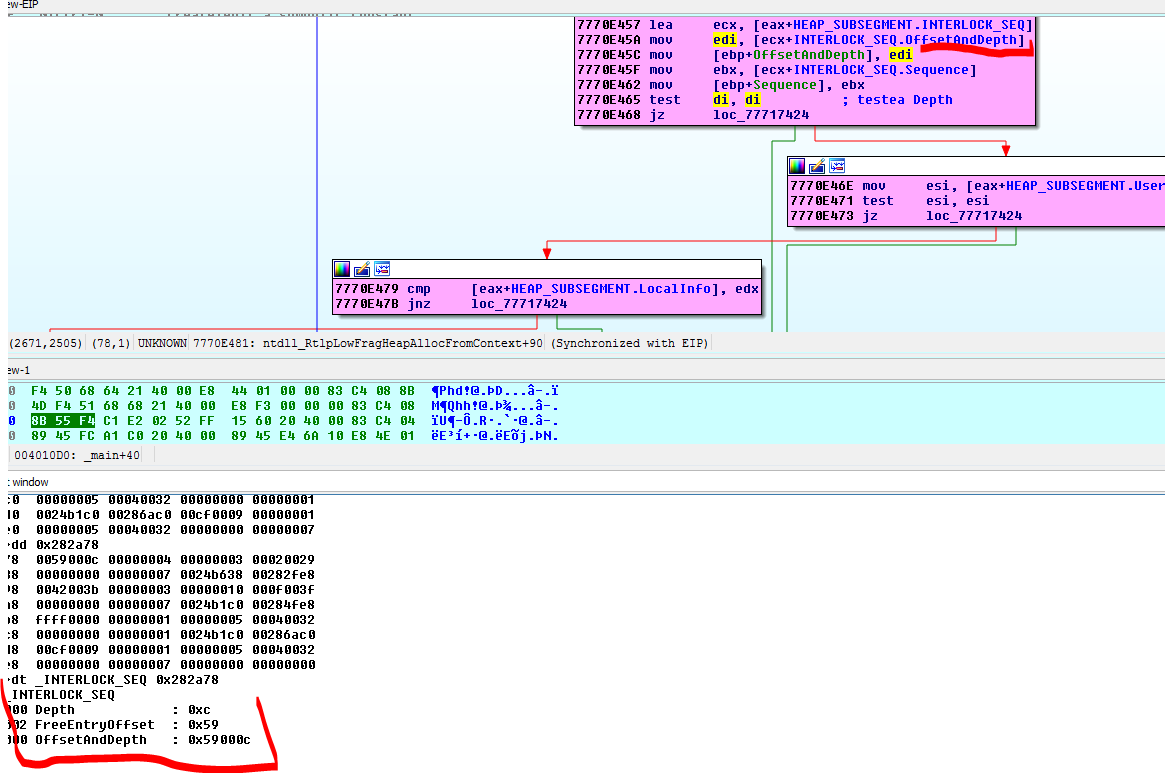 ew-EIP
7770E457 lea ecx, [eax+HEAP_SUBSEGMENT.INTERLOCK_SEQ]
7770E45A mov edi, [ecx+INTERLOCK_SEQ.OffsetAndDepth]
7770E45C mov [ebp+OffsetAndDepth], edi
7770E45F mov ebx, [ecx+INTERLOCK_SEQ.Sequence]
7770E462 mov [ebp+Sequence], ebx
7770E465 test di, di ; testea Depth
7770E468 jz loc_77717424
7770E46E mov esi, [eax+HEAP_SUBSEGMENT.User
7770E471 test esi, esi
7770E473 jz loc_77717424
7770E479 cmp [eax+HEAP_SUBSEGMENT.LocalInfo], edx
7770E47B jnz loc_77717424
(2671,2505) (78,1) UNKNOWN 7770E481: ntdll_RtlpLowFragHeapAllocFromContext+90 (Synchronized with EIP)
ew-1
0 F4 50 68 64 21 40 00 E8 44 01 00 00 83 C4 08 8B ¶Phd!@.ÞD...â-.ï
0 4D F4 51 68 68 21 40 00 E8 F3 00 00 00 83 C4 08 M¶Qhh!@.Þ¾...â-.
0 8B 55 F4 C1 E2 02 52 FF 15 60 20 40 00 83 C4 04 ïU¶-Ô.R·.`·@.â-.
0 89 45 FC A1 C0 20 40 00 89 45 E4 6A 10 E8 4E 01 ëE³í+·@.ëEõj.ÞN.
004010D0: _main+40
: window
:0 00000005 00040032 00000000 00000001
0 0024b1c0 00286ac0 00cf0009 00000001
e0 00000005 00040032 00000000 00000007
>dd 0x282a78
78 0059000c 00000004 00000003 00020029
88 00000000 00000007 0024b638 00282fe8
98 0042003b 00000003 00000010 000f003f
a8 00000000 00000007 0024b1c0 00284fe8
b8 ffff0000 00000001 00000005 00040032
c8 00000000 00000001 0024b1c0 00286ac0
d8 00cf0009 00000001 00000005 00040032
e8 00000000 00000007 00000000 00000000
>dt _INTERLOCK_SEQ 0x282a78
_INTERLOCK_SEQ
000 Depth : 0xc
002 FreeEntryOffset : 0x59
000 OffsetAndDepth : 0x59000c